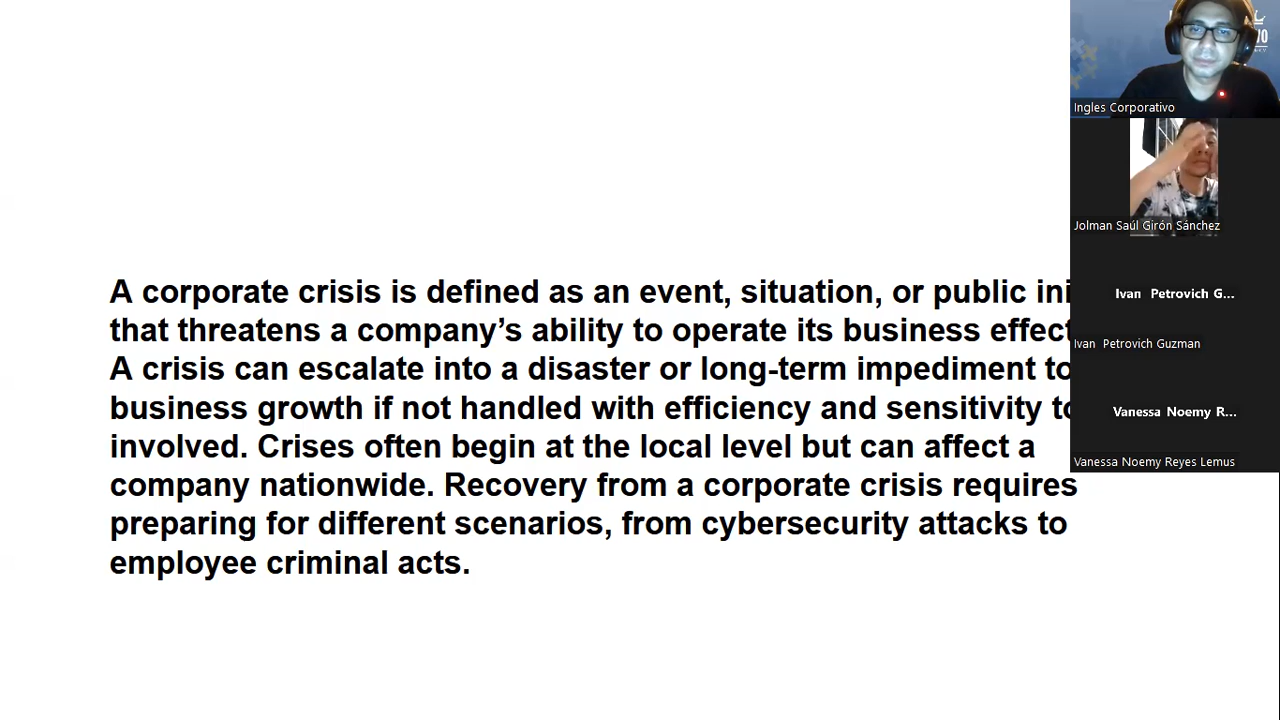 A corporate crisis is defined as an event, situation, or public
that threatens a company’s ability to operate its business
A crisis can escalate into a disaster or long-term impediment to
business growth if not handled with efficiency and sensitivity
involved. Crises often begin at the local level but can affect a
company nationwide. Recovery from a corporate crisis requires
preparing for different scenarios, from cybersecurity attacks to
employee criminal acts.
Ingles Corporativo
Jolman Saúl Girón Sánchez
Ivan Petrovich G...
Ivan Petrovich Guzman
Vanessa Noemy R...
Vanessa Noemy Reyes Lemus